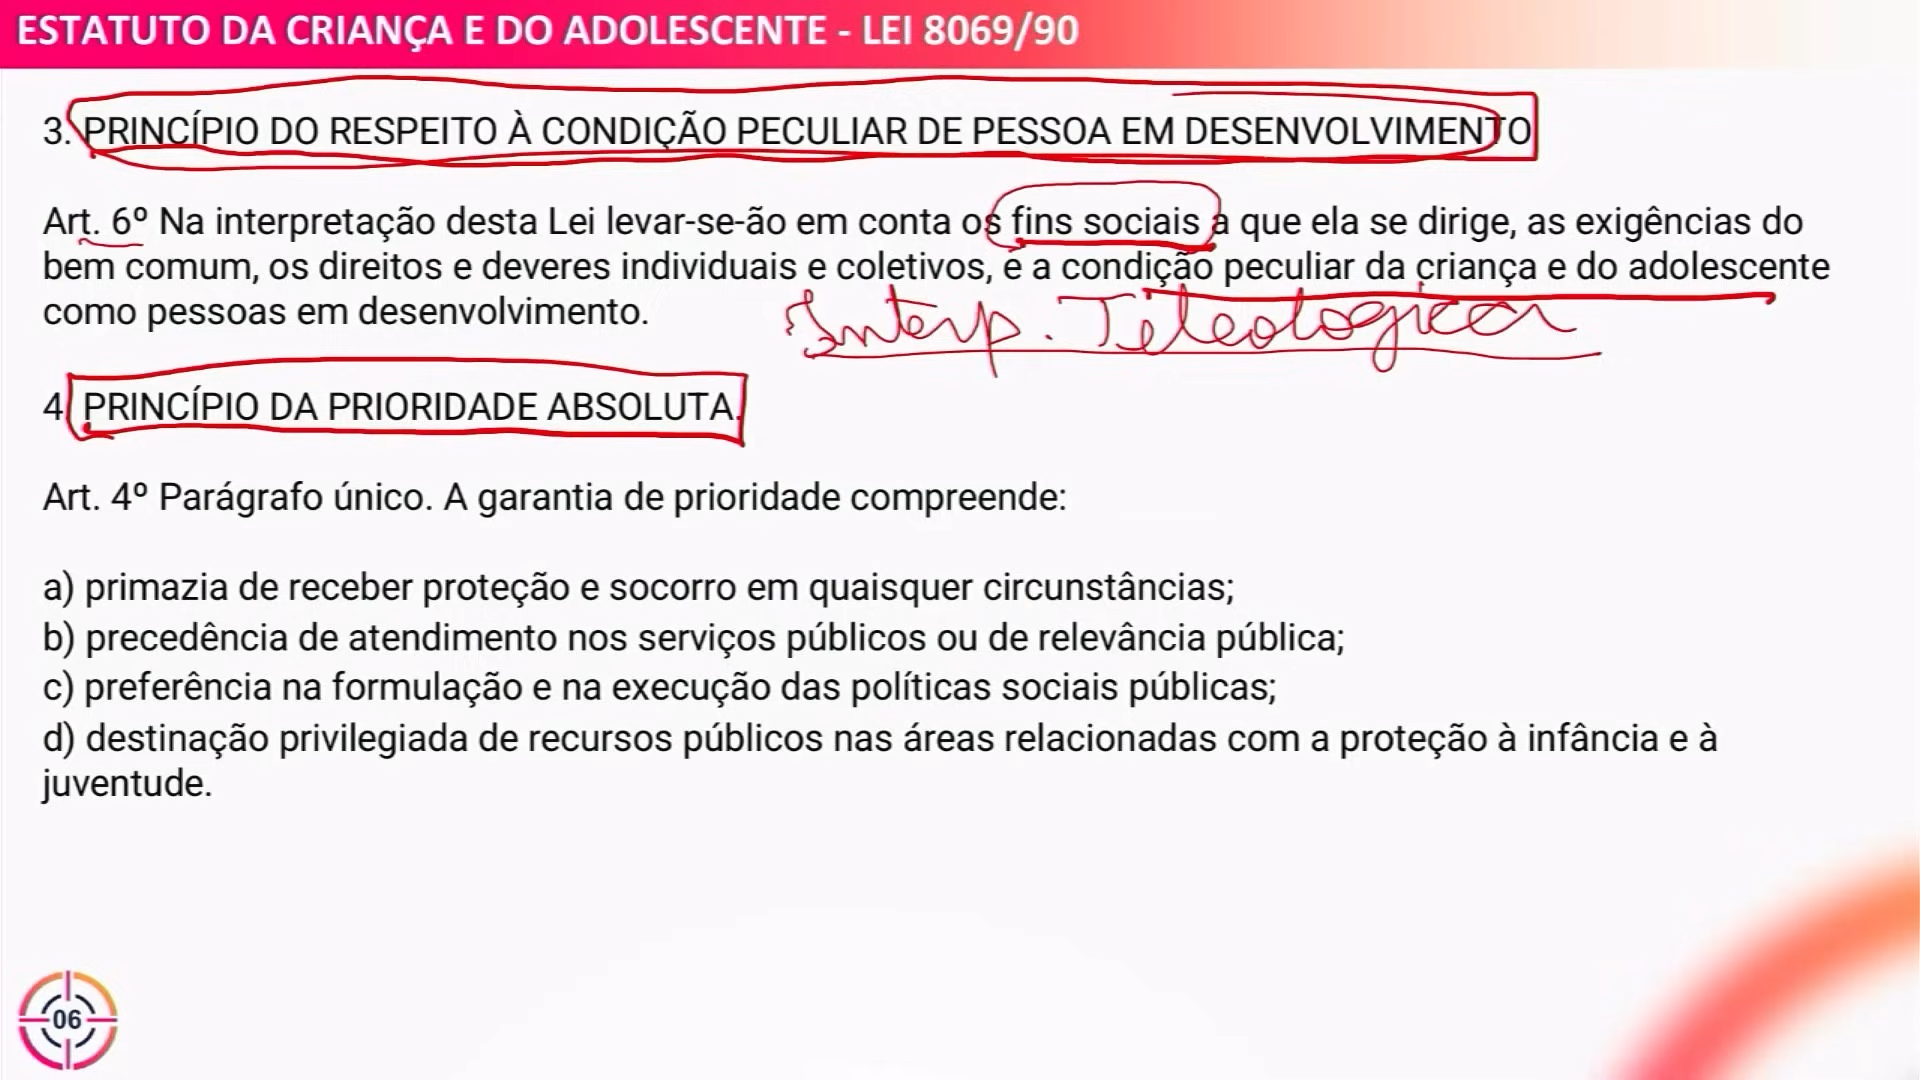 ESTATUTO DA CRIANÇA E DO ADOLESCENTE - LEI 8069/90
3. PRINCÍPIO DO RESPEITO À CONDIÇÃO PECULIAR DE PESSOA EM DESENVOLVIMENTO
Art. 6º Na interpretação desta Lei levar-se-ão em conta os fins sociais a que ela se dirige, as exigências do
bem comum, os direitos e deveres individuais e coletivos, e a condição peculiar da criança e do adolescente
como pessoas em desenvolvimento.
Interp. Teleológica
4. PRINCÍPIO DA PRIORIDADE ABSOLUTA.
Art. 4º Parágrafo único. A garantia de prioridade compreende:
a) primazia de receber proteção e socorro em quaisquer circunstâncias;
b) precedência de atendimento nos serviços públicos ou de relevância pública;
c) preferência na formulação e na execução das políticas sociais públicas;
d) destinação privilegiada de recursos públicos nas áreas relacionadas com a proteção à infância e à
juventude.
06